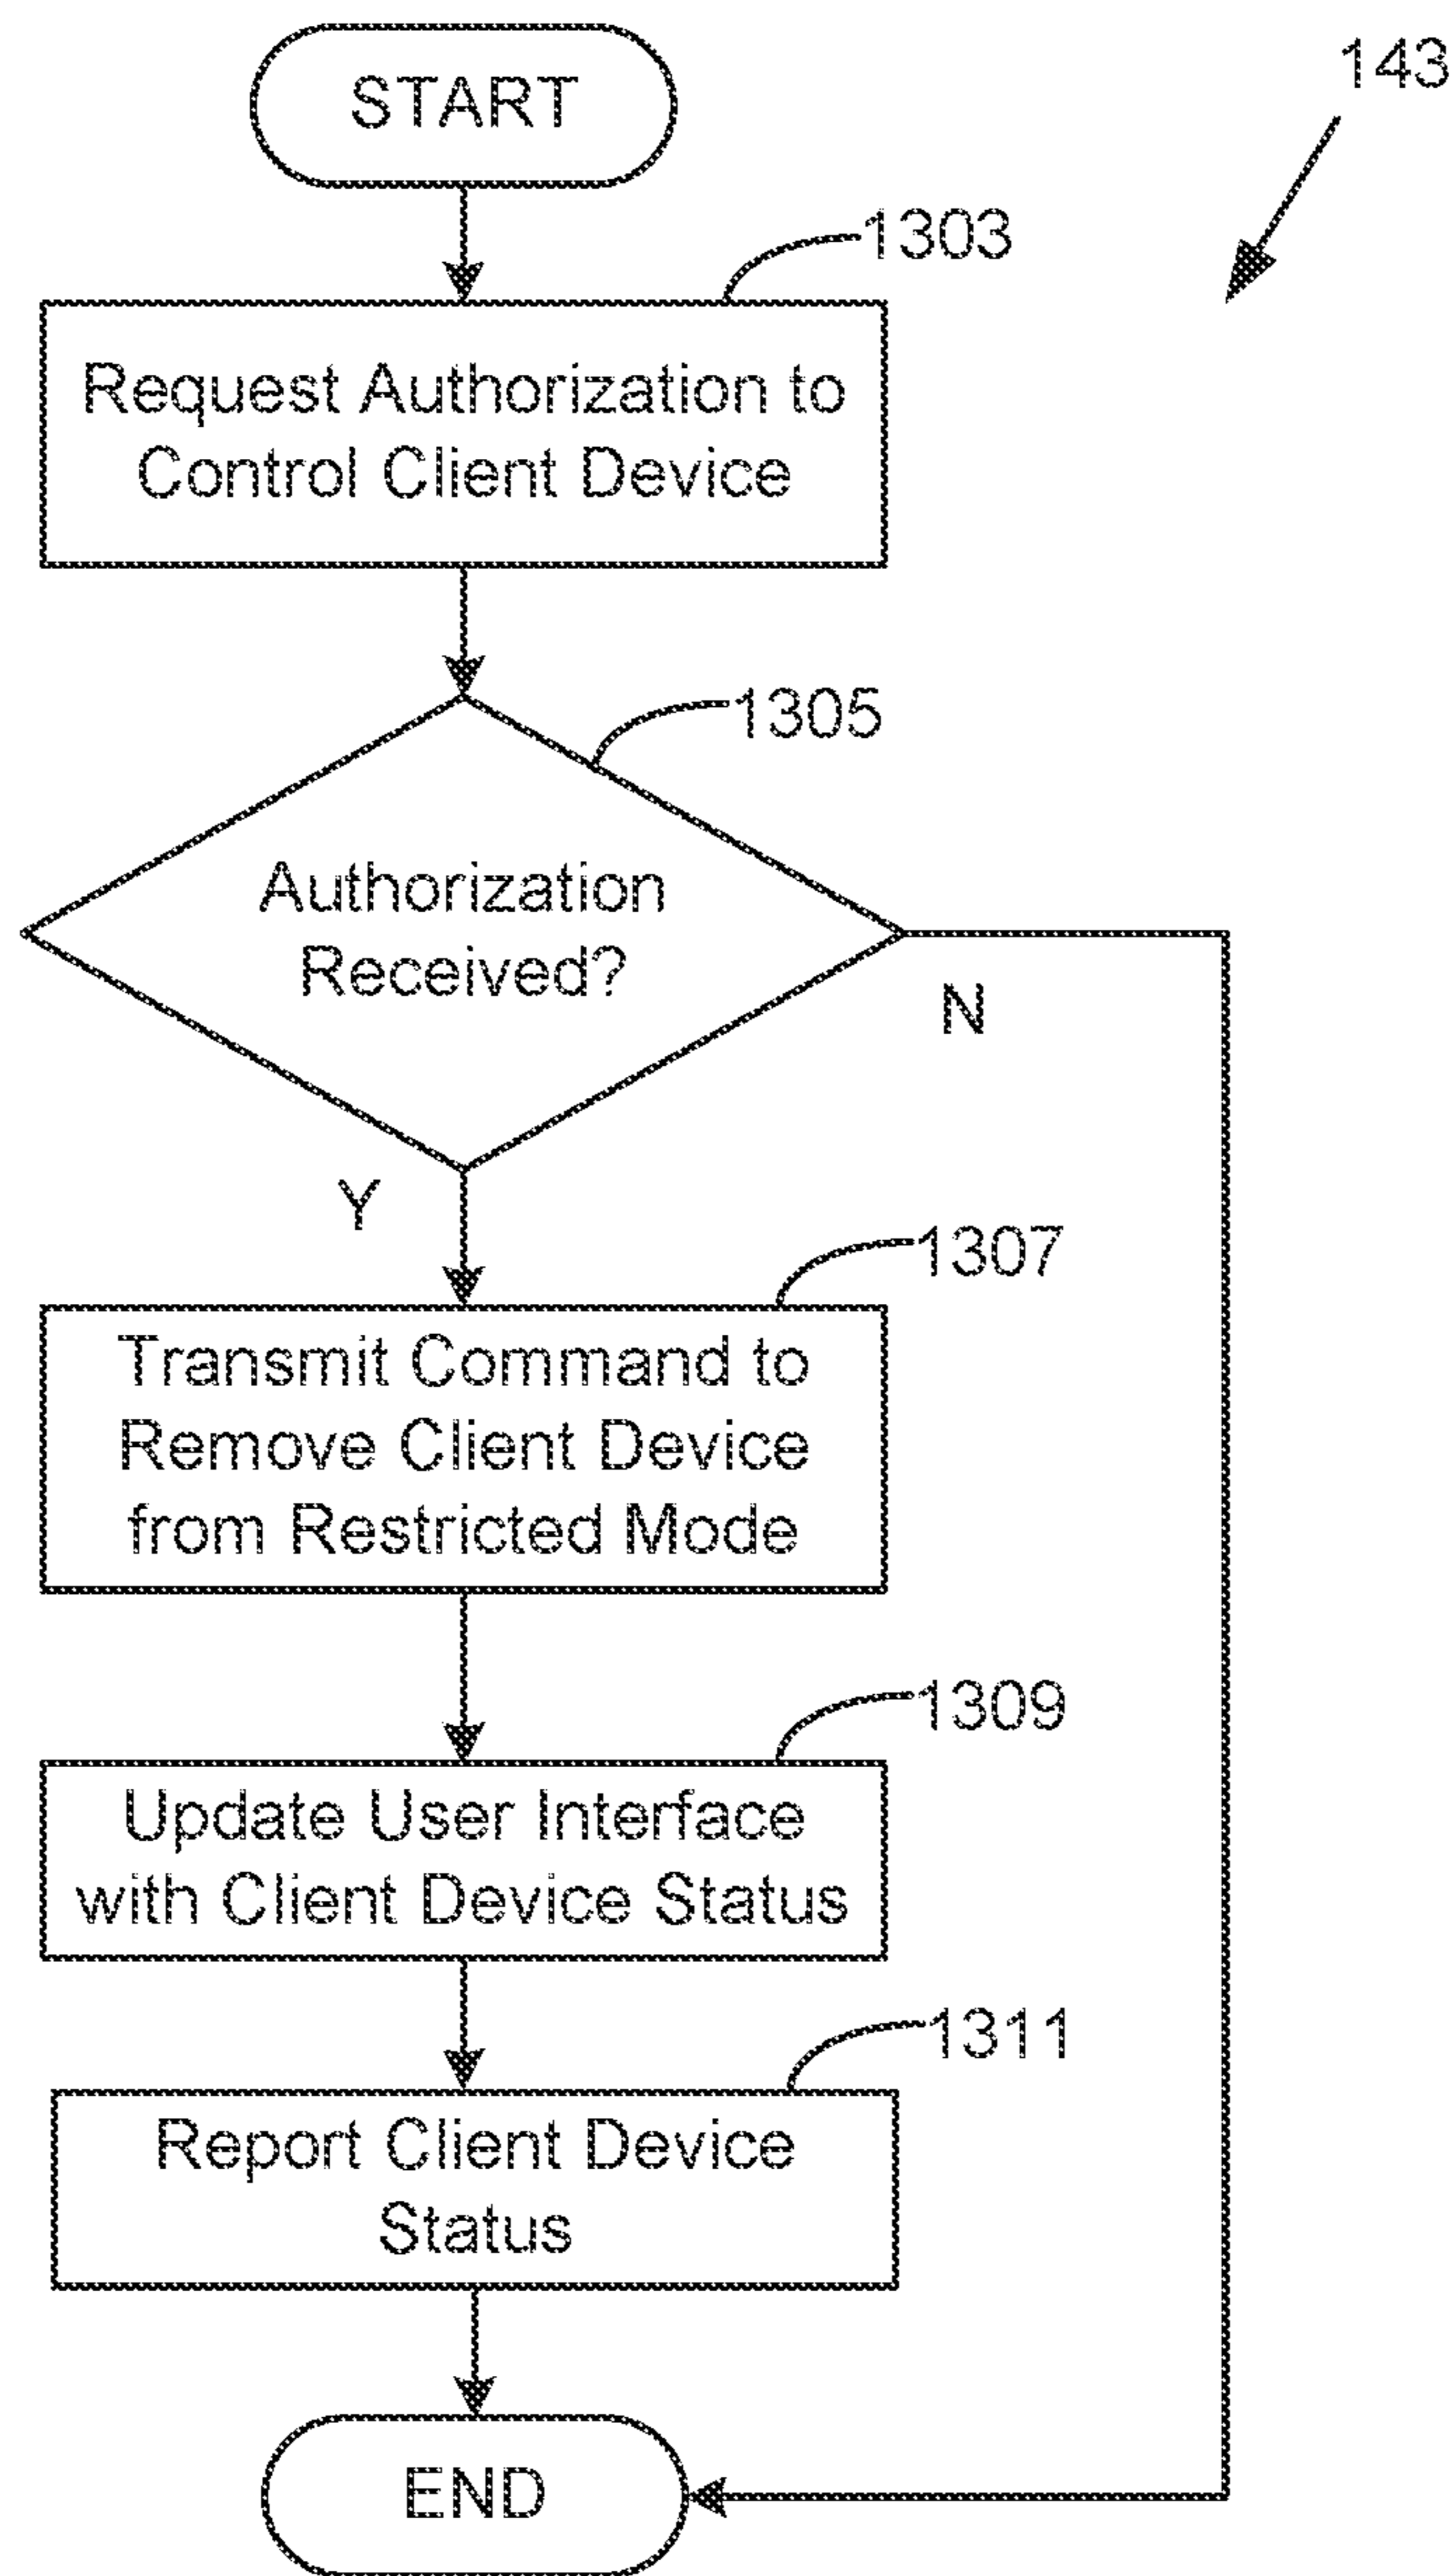 START
143
1303
Request Authorization to
Control Client Device
1305
Authorization
Received?
N
Y
1307
Transmit Command to
Remove Client Device
from Restricted Mode
1309
Update User Interface
with Client Device Status
1311
Report Client Device
Status
END